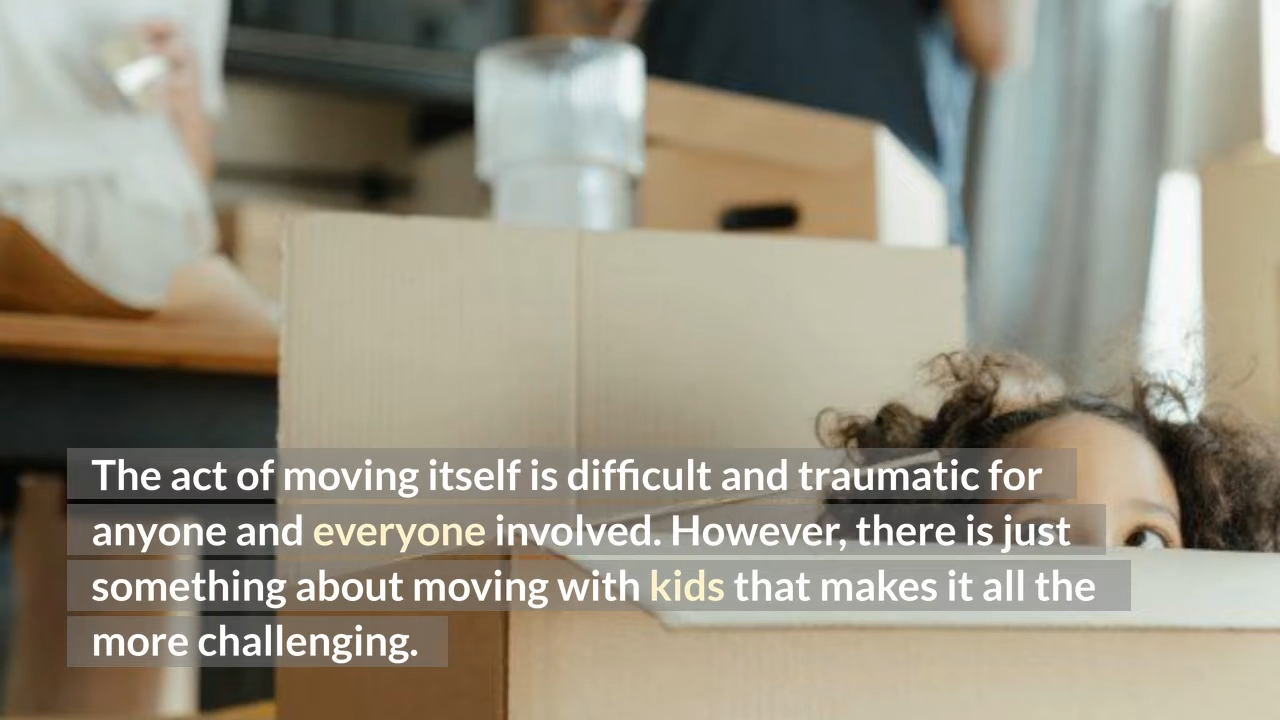 The act of moving itself is difficult and traumatic for
anyone and everyone involved. However, there is just
something about moving with kids that makes it all the
more challenging.